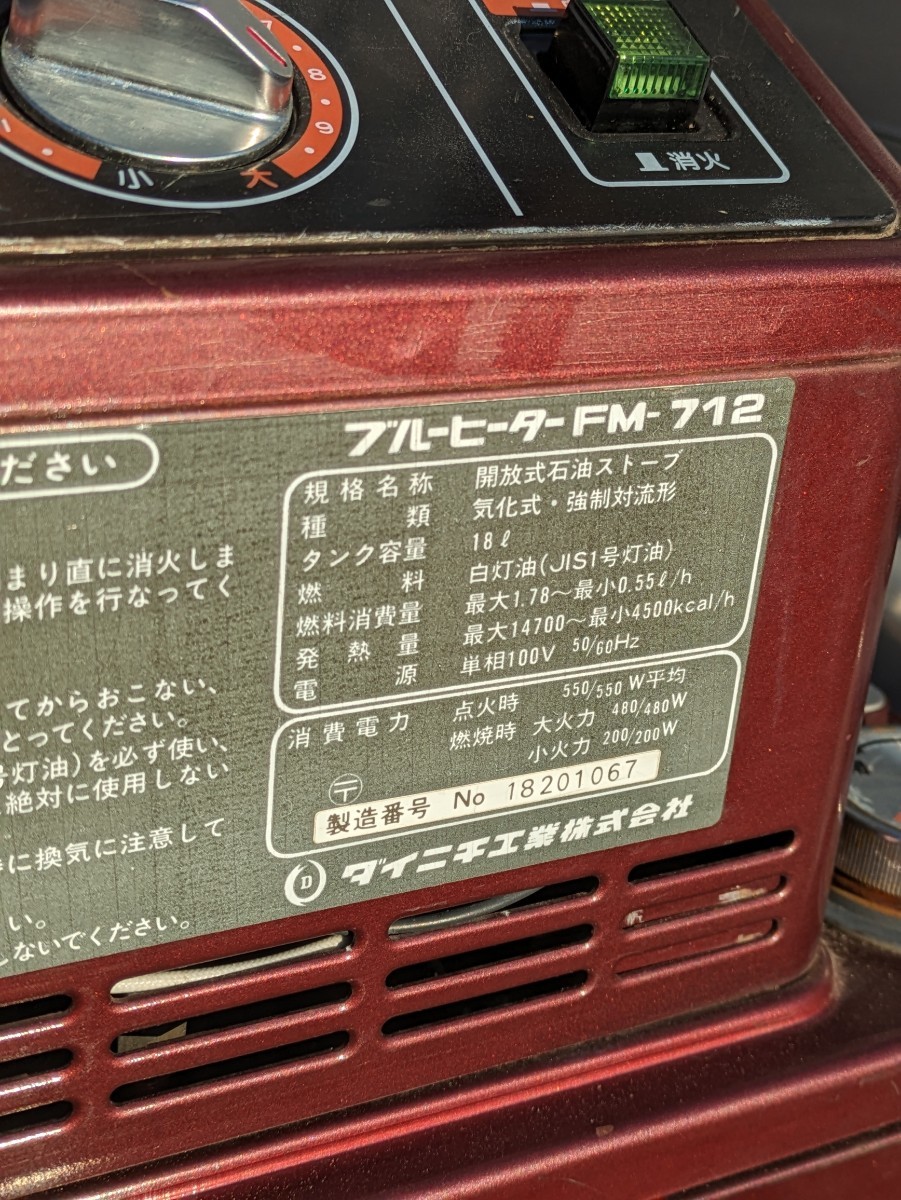 7
8
9
1
小 大
消火
ブルーヒーター FM-712
ださい
規格名称 開放式石油ストーブ
種類 気化式・強制対流形
タンク容量 18ℓ
燃料 白灯油(JIS1号灯油)
燃料消費量 最大1.78～最小0.55ℓ/h
発熱量 最大14700～最小4500kcal/h
電源 単相100V 50/60Hz
消費電力 点火時 550/550 W平均
燃焼時 大火力 480/480W
小火力 200/200W
〒
製造番号 No 18201067
D ダイニチ工業株式会社
まり直に消火しま
操作を行なってく
てからおこない、
とってください。
号灯油)を必ず使い、
絶対に使用しない
に換気に注意して
い。
しないでください。